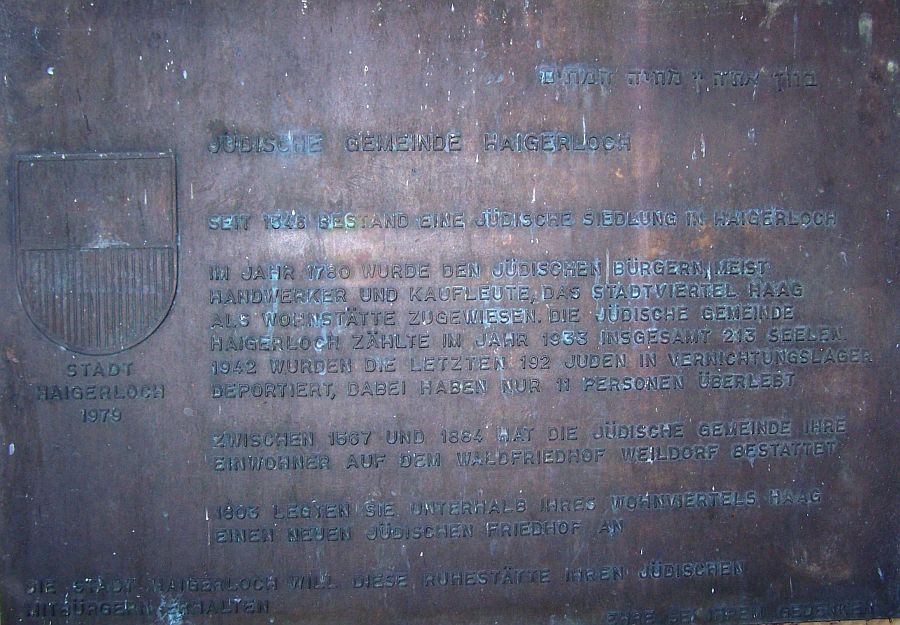 ברוך אתה יי מחיה המתים
JÜDISCHE GEMEINDE HAIGERLOCH
SEIT 1546 BESTAND EINE JÜDISCHE SIEDLUNG IN HAIGERLOCH
IM JAHR 1780 WURDE DEN JÜDISCHEN BÜRGERN, MEIST
HANDWERKER UND KAUFLEUTE, DAS STADTVIERTEL HAAG
ALS WOHNSTÄTTE ZUGEWIESEN. DIE JÜDISCHE GEMEINDE
HAIGERLOCH ZÄHLTE IM JAHR 1933 INSGESAMT 213 SEELEN.
1942 WURDEN DIE LETZTEN 192 JUDEN IN VERNICHTUNGSLAGER
DEPORTIERT, DABEI HABEN NUR 11 PERSONEN ÜBERLEBT
ZWISCHEN 1567 UND 1884 HAT DIE JÜDISCHE GEMEINDE IHRE
EINWOHNER AUF DEM WALDFRIEDHOF WEILDORF BESTATTET.
1803 LEGTEN SIE UNTERHALB IHRES WOHNVIERTELS HAAG
EINEN NEUEN JÜDISCHEN FRIEDHOF AN
DIE STADT HAIGERLOCH WILL DIESE RUHESTÄTTE IHREN JÜDISCHEN
MITBÜRGERN ERHALTEN
EHRE SEI IHREM GEDENKEN
STADT
HAIGERLOCH
1979